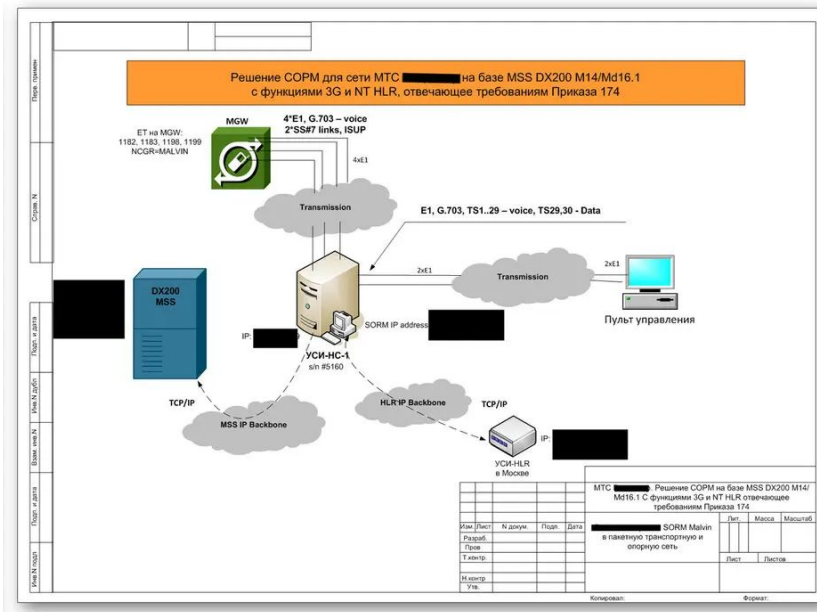 Решение СОРМ для сети МТС на базе MSS DX200 M14/Md16.1
с функциями 3G и NT HLR, отвечающее требованиям Приказа 174
MGW
4*E1, G.703 – voice
2*SS#7 links, ISUP
ET на MGW:
1182, 1183, 1198, 1199
NCGR=MALVIN
4xE1
Transmission
E1, G.703, TS1..29 – voice, TS29,30 - Data
2xE1
Transmission
2xE1
Пульт управления
DX200
MSS
IP:
SORM IP address
УСИ-НС-1
s/n #5160
TCP/IP
MSS IP Backbone
HLR IP Backbone
TCP/IP
IP:
УСИ-HLR
в Москве
Перв. примен
Справ. N
Подп. и дата
Инв.N дубл
Взам. инв.N
Подп. и дата
Инв.N подл
МТС . Решение СОРМ на базе MSS DX200 M14/
Md16.1 С функциями 3G и NT HLR отвечающее
требованиям Приказа 174
Изм. Лист N докум. Подп. Дата
Разраб.
Пров
Т.контр.
Н.контр
Утв.
SORM Malvin
в пакетную транспортную и
опорную сеть
Лит. Масса Масштаб
Лист Листов
Копировал: Формат: